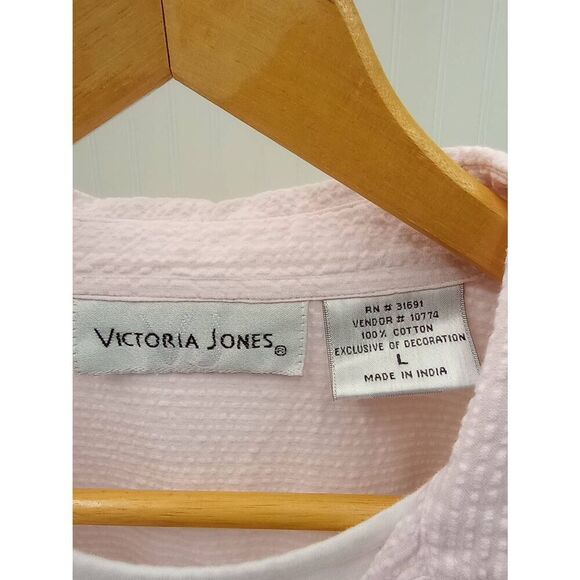 VICTORIA JONES®
RN # 31691
VENDOR # 10774
100% COTTON
EXCLUSIVE OF DECORATION
L
MADE IN INDIA